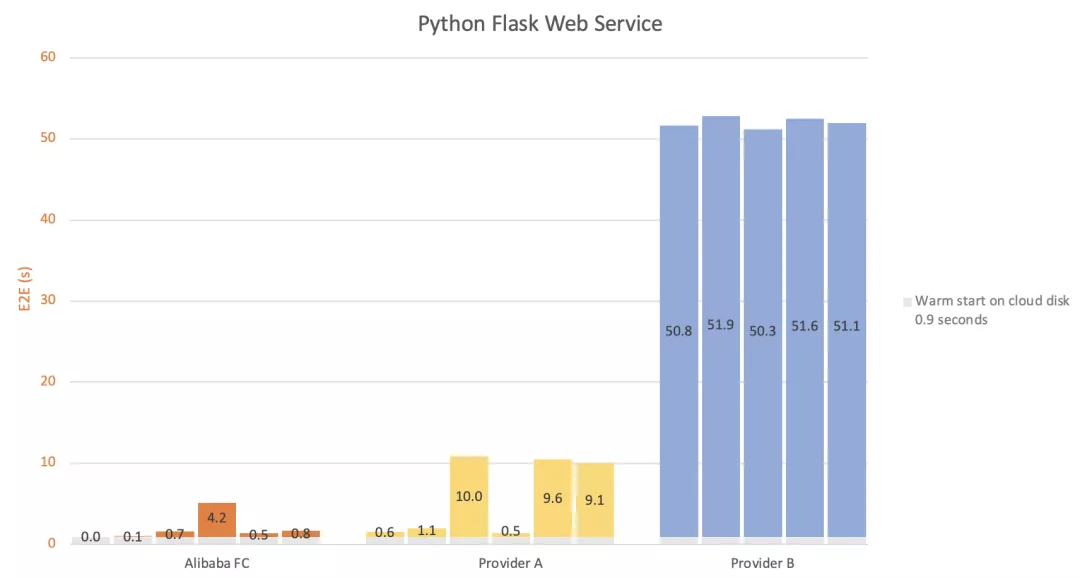 Python Flask Web Service
60
50
40
30
20
10
0
E2E (s)
0.0 0.1 0.7 4.2 0.5 0.8
0.6 1.1 10.0 0.5 9.6 9.1
50.8 51.9 50.3 51.6 51.1
Alibaba FC Provider A Provider B
Warm start on cloud disk
0.9 seconds